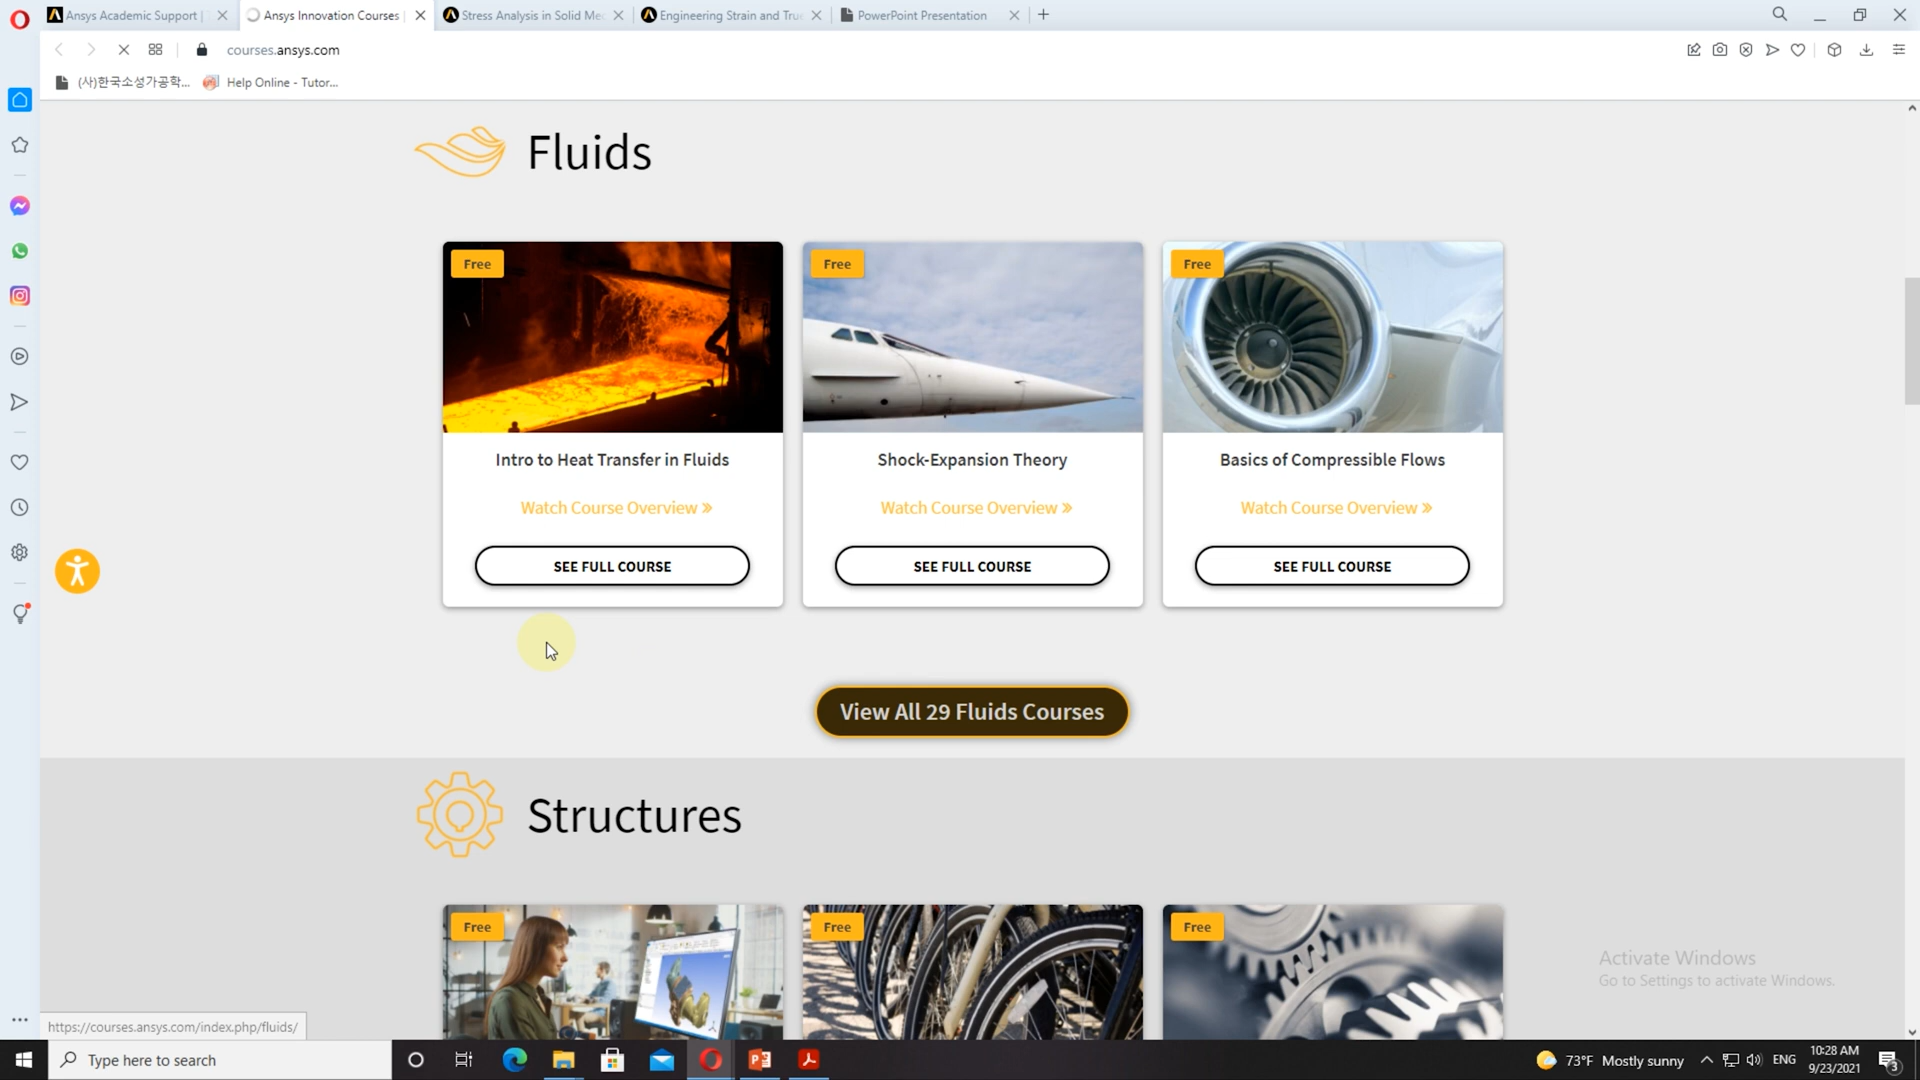 Ansys Academic Support |
Ansys Innovation Courses |
Stress Analysis in Solid Me
Engineering Strain and True
PowerPoint Presentation
courses.ansys.com
(사)한국소성가공학...
Help Online - Tutor...
Fluids
Free
Free
Free
Intro to Heat Transfer in Fluids
Shock-Expansion Theory
Basics of Compressible Flows
Watch Course Overview »
Watch Course Overview »
Watch Course Overview »
SEE FULL COURSE
SEE FULL COURSE
SEE FULL COURSE
View All 29 Fluids Courses
Structures
Free
Free
Free
Activate Windows
Go to Settings to activate Windows.
https://courses.ansys.com/index.php/fluids/
Type here to search
73°F Mostly sunny
ENG
10:28 AM
9/23/2021
3